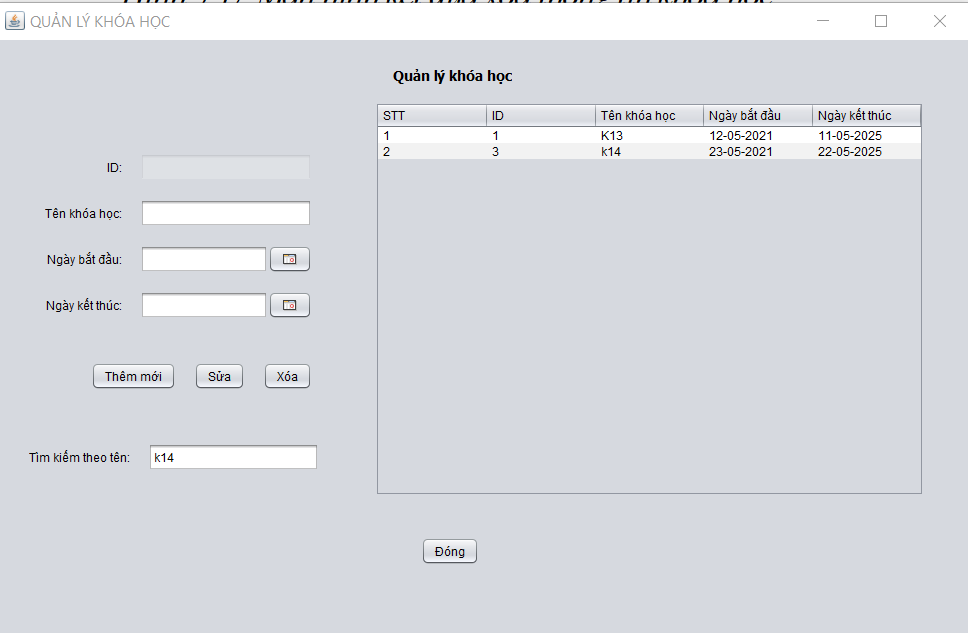 QUẢN LÝ KHÓA HỌC
Quản lý khóa học
STT ID Tên khóa học Ngày bắt đầu Ngày kết thúc
1 1 K13 12-05-2021 11-05-2025
2 3 k14 23-05-2021 22-05-2025
ID:
Tên khóa học:
Ngày bắt đầu:
Ngày kết thúc:
Thêm mới Sửa Xóa
Tìm kiếm theo tên: k14
Đóng